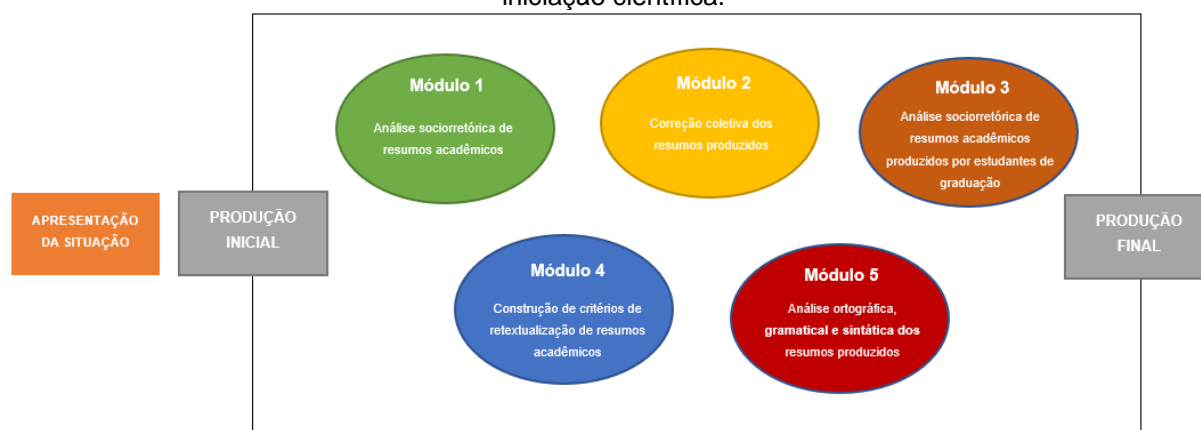 iniciação científica.
Módulo 1
Análise sociorretórica de
resumos acadêmicos
Módulo 2
Correção coletiva dos
resumos produzidos
Módulo 3
Análise sociorretórica de
resumos acadêmicos
produzidos por estudantes de
graduação
APRESENTAÇÃO
DA SITUAÇÃO
PRODUÇÃO
INICIAL
PRODUÇÃO
FINAL
Módulo 4
Construção de critérios de
retextualização de resumos
acadêmicos
Módulo 5
Análise ortográfica,
gramatical e sintática dos
resumos produzidos